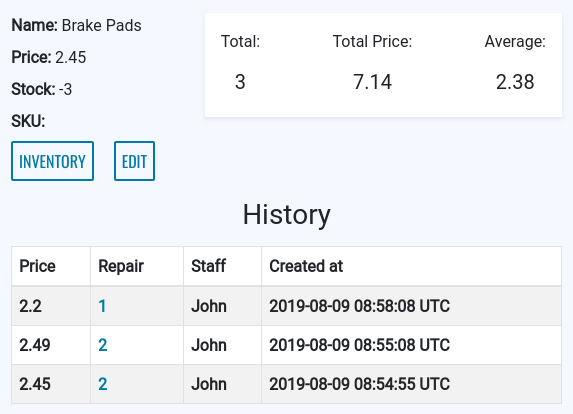 Name: Brake Pads
Price: 2.45
Stock: -3
SKU:
INVENTORY EDIT
Total: Total Price: Average:
3 7.14 2.38
History
Price Repair Staff Created at
2.2 1 John 2019-08-09 08:58:08 UTC
2.49 2 John 2019-08-09 08:55:08 UTC
2.45 2 John 2019-08-09 08:54:55 UTC